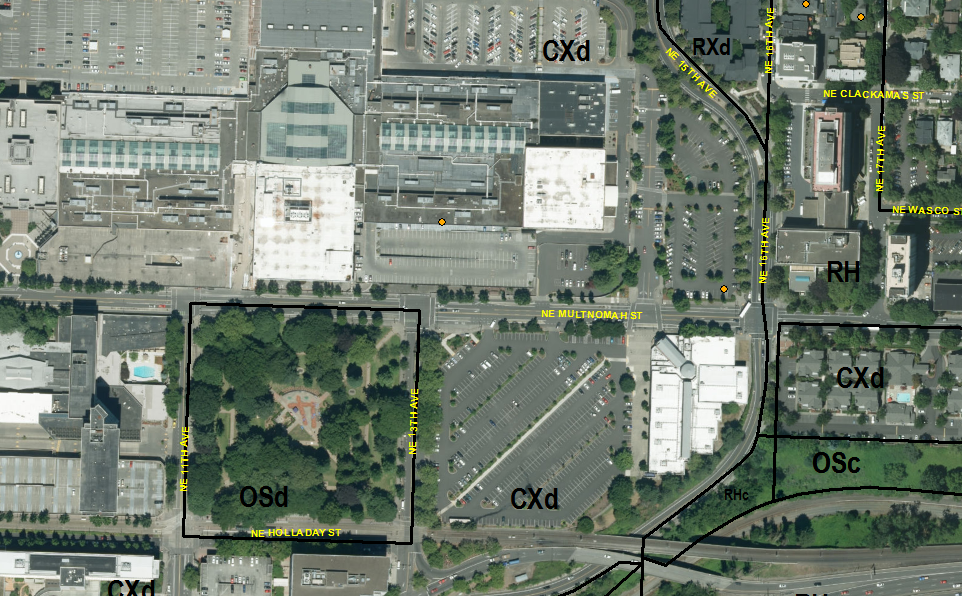 CXd
RXd
NE 15TH AVE
NE 16TH AVE
NE CLACKAMAS ST
NE 17TH AVE
NE WASCO ST
NE 16TH AVE
RH
NE MULTNOMAH ST
CXd
NE 13TH AVE
NE 11TH AVE
OSc
OSd
CXd
RHc
NE HOLLADAY ST
CXd